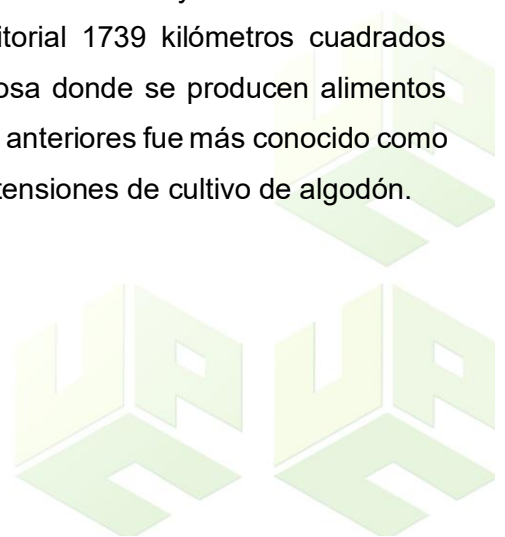 itorial 1739 kilómetros cuadrados
osa donde se producen alimentos
anteriores fue más conocido como
tensiones de cultivo de algodón.